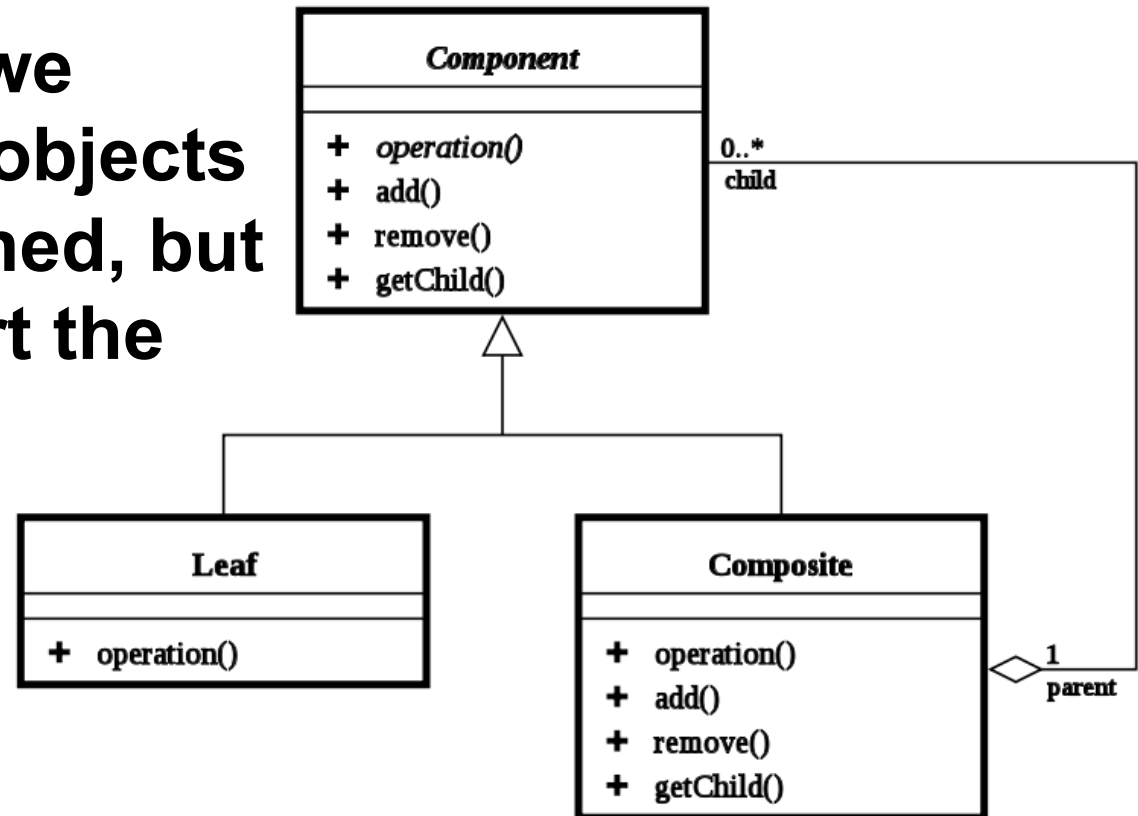 we
objects
ned, but
rt the
Component
+ operation()
+ add()
+ remove()
+ getChild()
0..*
child
Leaf
+ operation()
Composite
+ operation()
+ add()
+ remove()
+ getChild()
1
parent